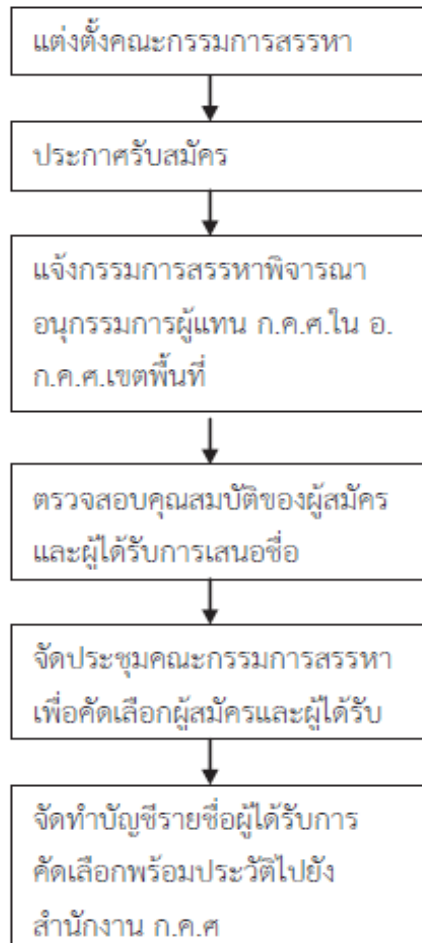 แต่งตั้งคณะกรรมการสรรหา
ประกาศรับสมัคร
แจ้งกรรมการสรรหาพิจารณา
อนุกรรมการผู้แทน ก.ค.ศ.ใน อ.
ก.ค.ศ.เขตพื้นที่
ตรวจสอบคุณสมบัติของผู้สมัคร
และผู้ได้รับการเสนอชื่อ
จัดประชุมคณะกรรมการสรรหา
เพื่อคัดเลือกผู้สมัครและผู้ได้รับ
จัดทำบัญชีรายชื่อผู้ได้รับการ
คัดเลือกพร้อมประวัติไปยัง
สำนักงาน ก.ค.ศ